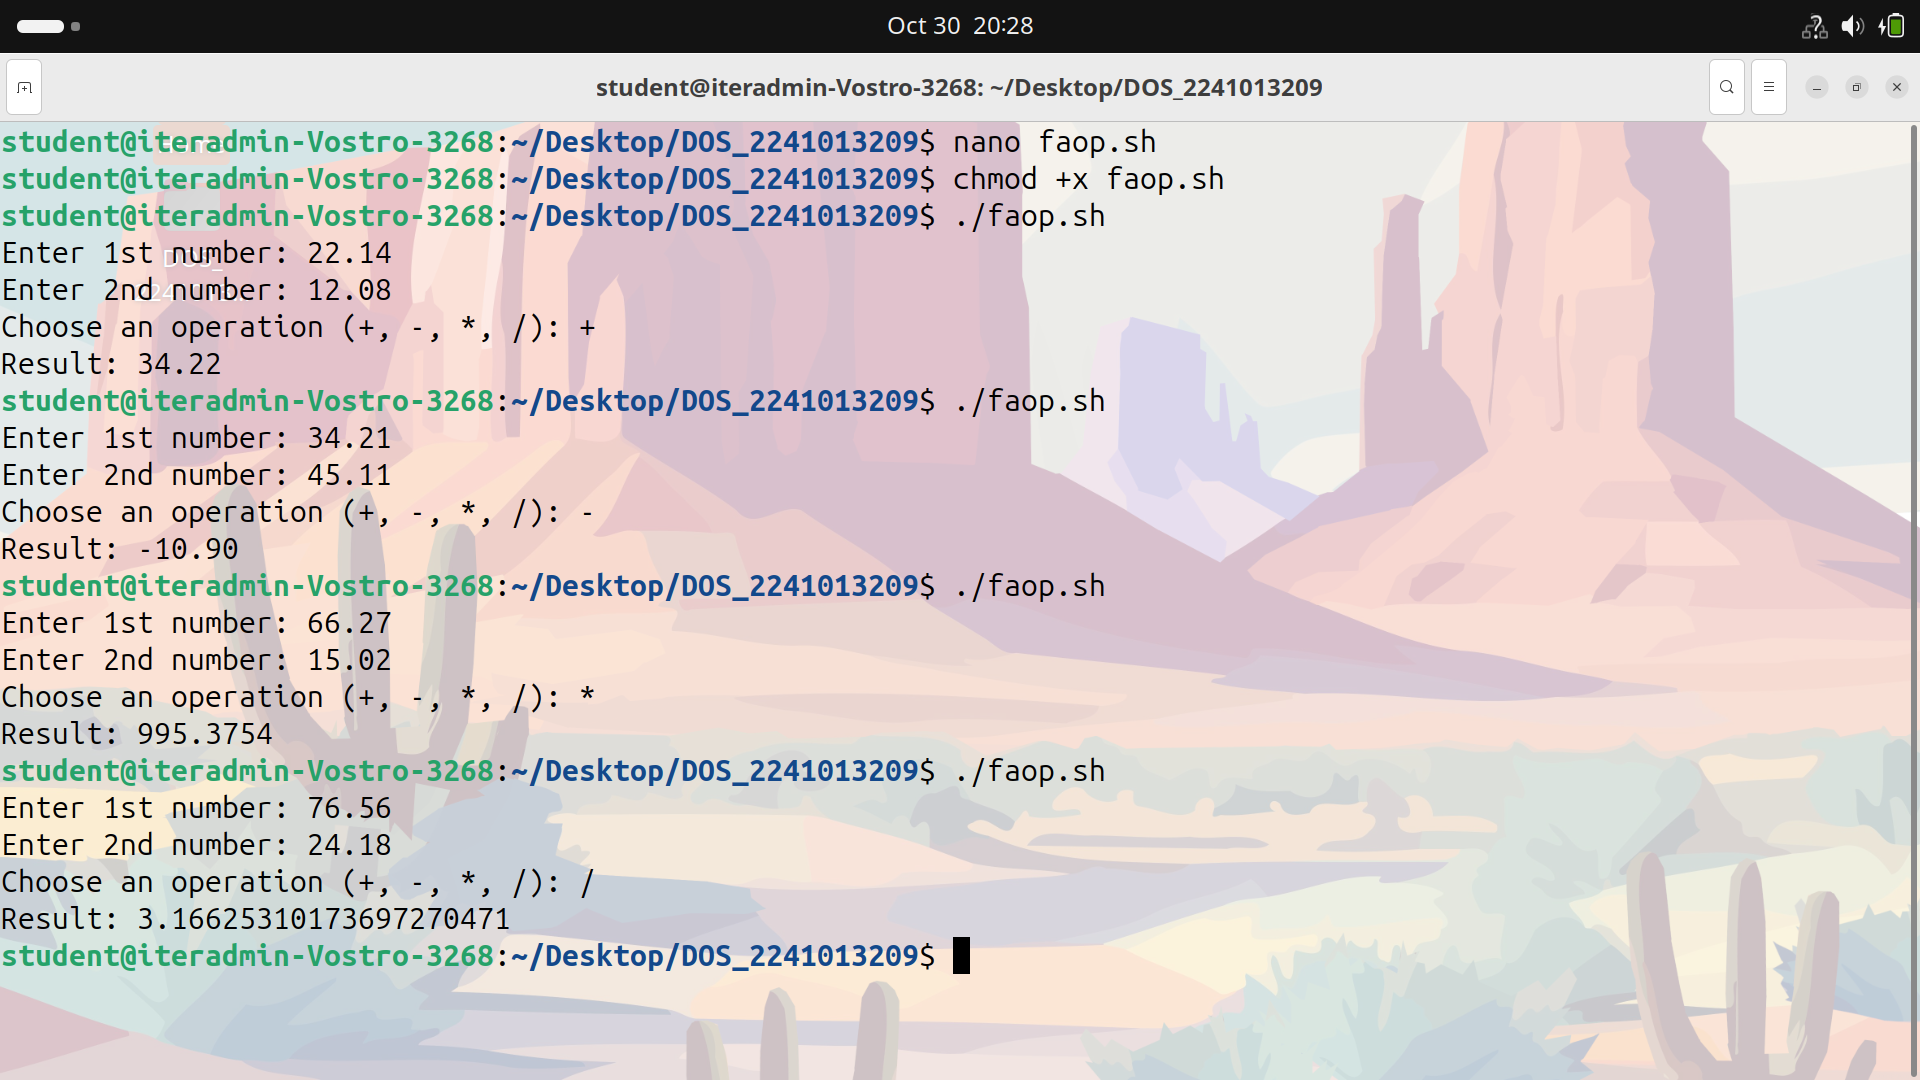 Oct 30 20:28
student@iteradmin-Vostro-3268: ~/Desktop/DOS_2241013209
student@iteradmin-Vostro-3268:~/Desktop/DOS_2241013209$ nano faop.sh
student@iteradmin-Vostro-3268:~/Desktop/DOS_2241013209$ chmod +x faop.sh
student@iteradmin-Vostro-3268:~/Desktop/DOS_2241013209$ ./faop.sh
Enter 1st number: 22.14
Enter 2nd number: 12.08
Choose an operation (+, -, *, /): +
Result: 34.22
student@iteradmin-Vostro-3268:~/Desktop/DOS_2241013209$ ./faop.sh
Enter 1st number: 34.21
Enter 2nd number: 45.11
Choose an operation (+, -, *, /): -
Result: -10.90
student@iteradmin-Vostro-3268:~/Desktop/DOS_2241013209$ ./faop.sh
Enter 1st number: 66.27
Enter 2nd number: 15.02
Choose an operation (+, -, *, /): *
Result: 995.3754
student@iteradmin-Vostro-3268:~/Desktop/DOS_2241013209$ ./faop.sh
Enter 1st number: 76.56
Enter 2nd number: 24.18
Choose an operation (+, -, *, /): /
Result: 3.16625310173697270471
student@iteradmin-Vostro-3268:~/Desktop/DOS_2241013209$